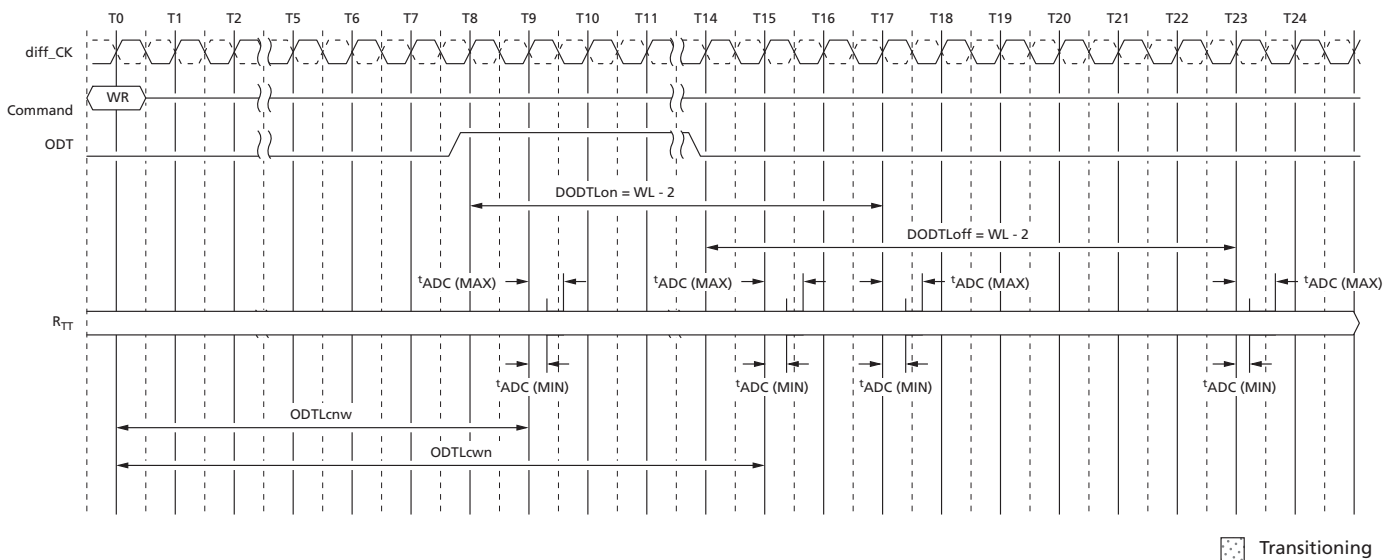 T0 T1 T2 T5 T6 T7 T8 T9 T10 T11 T14 T15 T16 T17 T18 T19 T20 T21 T22 T23 T24
diff_CK
WR
Command
ODT
DODTLon = WL - 2
DODTLoff = WL - 2
tADC (MAX) tADC (MAX) tADC (MAX) tADC (MAX)
RTT
tADC (MIN) tADC (MIN) tADC (MIN) tADC (MIN)
ODTLcnw
ODTLcwn
Transitioning